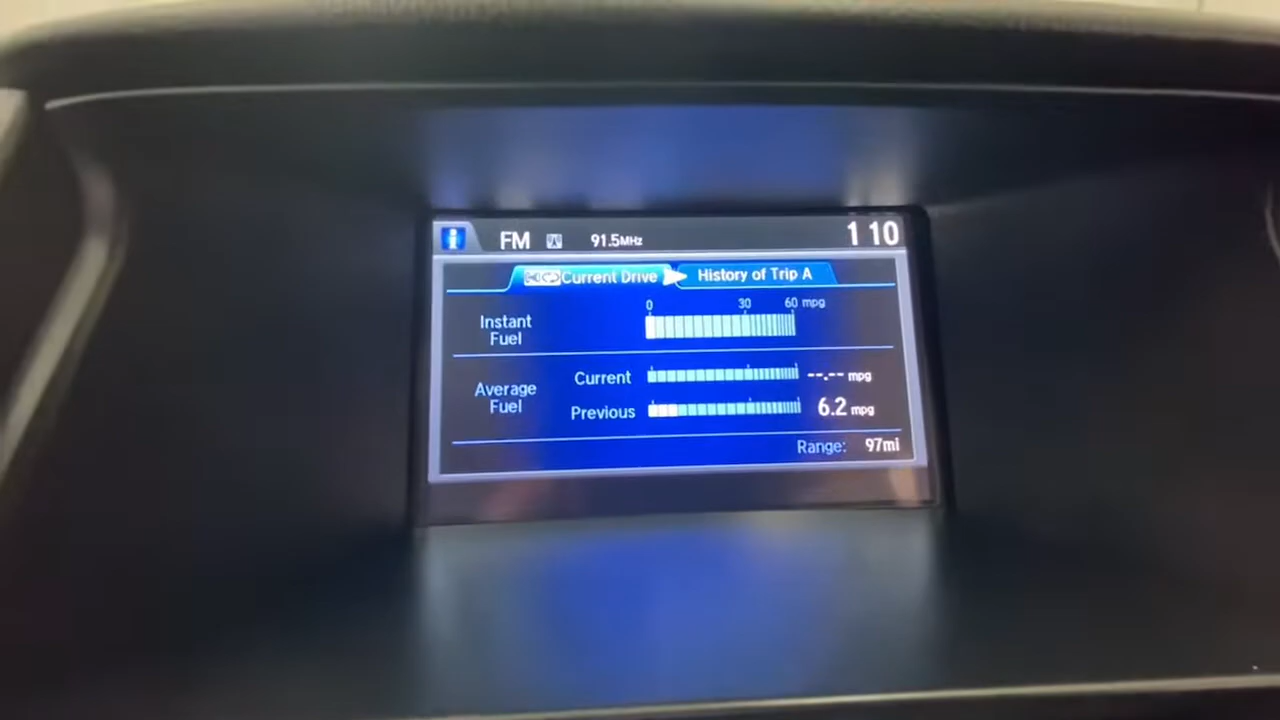 i FM 91.5MHz 1 10
Current Drive History of Trip A
0 30 60 mpg
Instant
Fuel
Average
Fuel
Current --.-- mpg
Previous 6.2 mpg
Range: 97mi